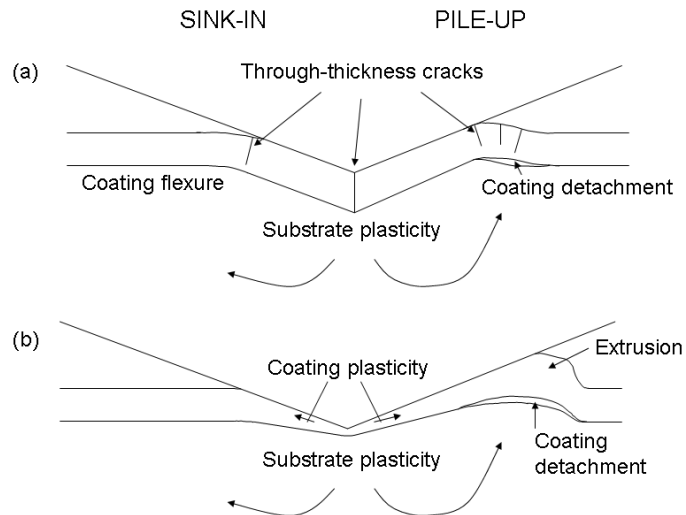 SINK-IN
PILE-UP
(a)
Through-thickness cracks
Coating flexure
Coating detachment
Substrate plasticity
(b)
Extrusion
Coating plasticity
Coating
detachment
Substrate plasticity